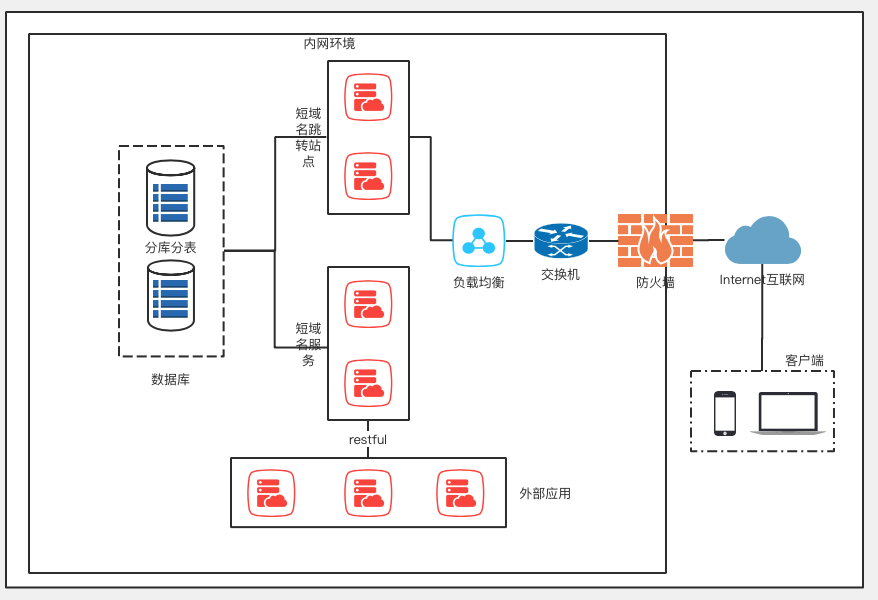 内网环境
短域
名跳
转站
点
分库分表
负载均衡
交换机
防火墙
Internet互联网
短域
名服
务
客户端
数据库
restful
外部应用